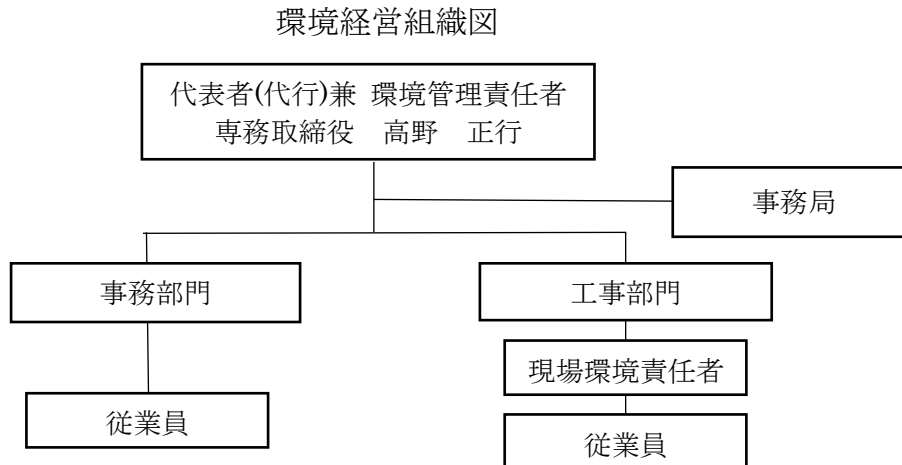 環境経営組織図
代表者(代行)兼 環境管理責任者
専務取締役　高野　正行
事務局
事務部門
工事部門
現場環境責任者
従業員
従業員